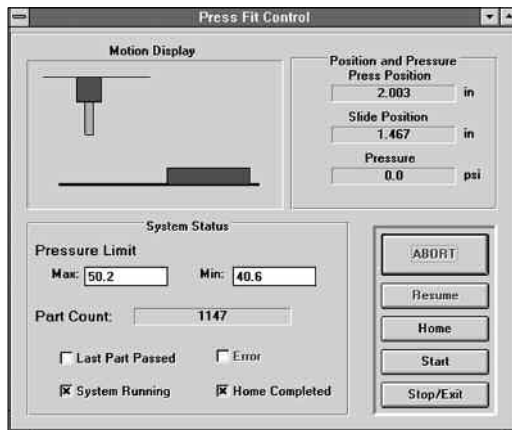 Press Fit Control
Motion Display
Position and Pressure
Press Position
2.003 in
Slide Position
1.467 in
Pressure
0.0 psi
System Status
Pressure Limit
Max: 50.2 Min: 40.6
Part Count: 1147
Last Part Passed Error
System Running Home Completed
ABORT
Resume
Home
Start
Stop/Exit